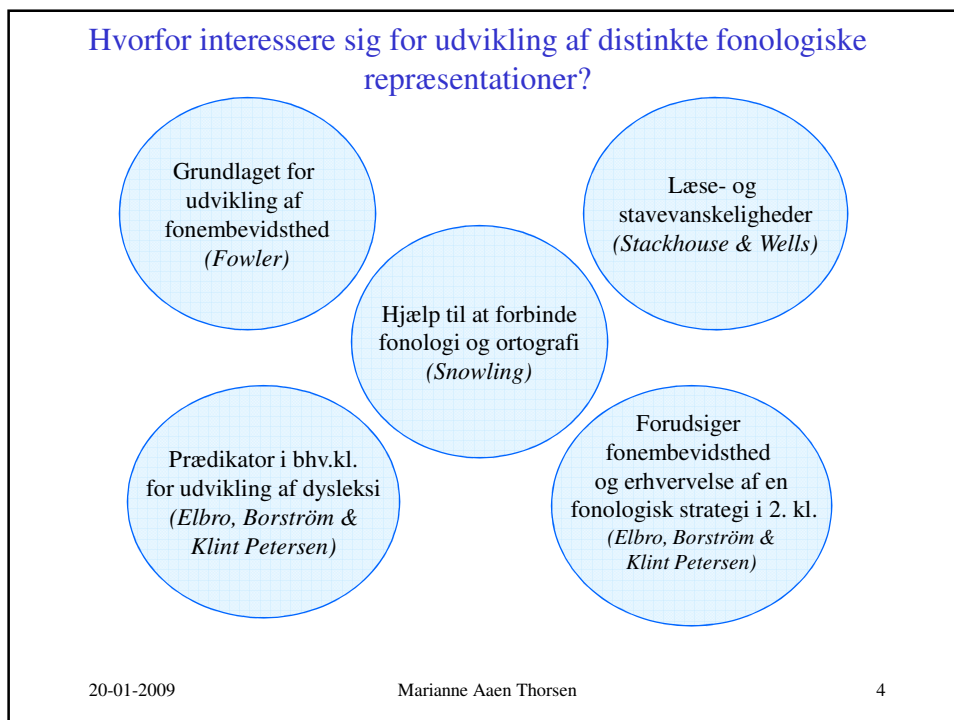 Hvorfor interessere sig for udvikling af distinkte fonologiske
repræsentationer?
Grundlaget for
udvikling af
fonembevidsthed
(Fowler)
Læse- og
stavevanskeligheder
(Stackhouse & Wells)
Hjælp til at forbinde
fonologi og ortografi
(Snowling)
Prædikator i bhv.kl.
for udvikling af dysleksi
(Elbro, Borström &
Klint Petersen)
Forudsiger
fonembevidsthed
og erhvervelse af en
fonologisk strategi i 2. kl.
(Elbro, Borström &
Klint Petersen)
20-01-2009 Marianne Aaen Thorsen 4